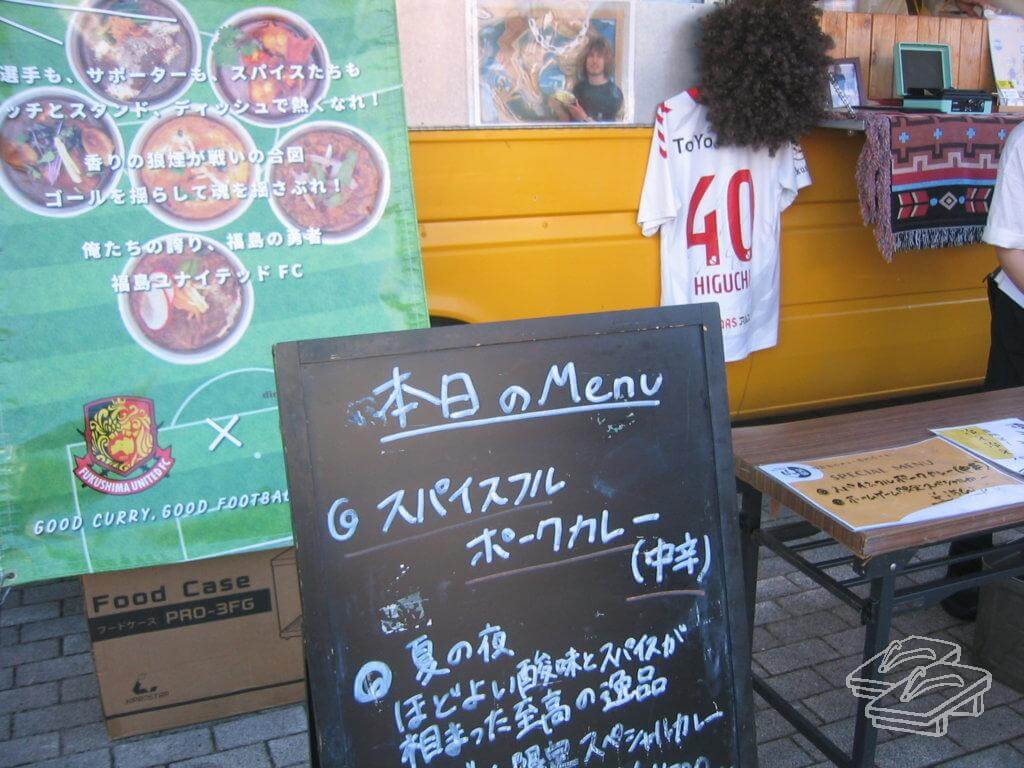 選手も、サポーターも、スパイスたちも
ッチとスタンド、ディッシュで熱くなれ！
香りの狼煙が戦いの合図
ゴールを揺らして魂を揺さぶれ！
俺たちの誇り、福島の勇者
福島ユナイテッドFC
FUKUSHIMA UNITED FC
×
GOOD CURRY, GOOD FOOTBA
Food Case
フードケース PRO-3FG
ToYo
40
HIGUCHI
本日のMenu
◎ スパイスフル
ポークカレー
(中辛)
◎ 夏の夜
ほどよい酸味とスパイスが
相まった至高の逸品
限定 スペシャルカレー
SPECIAL MENU